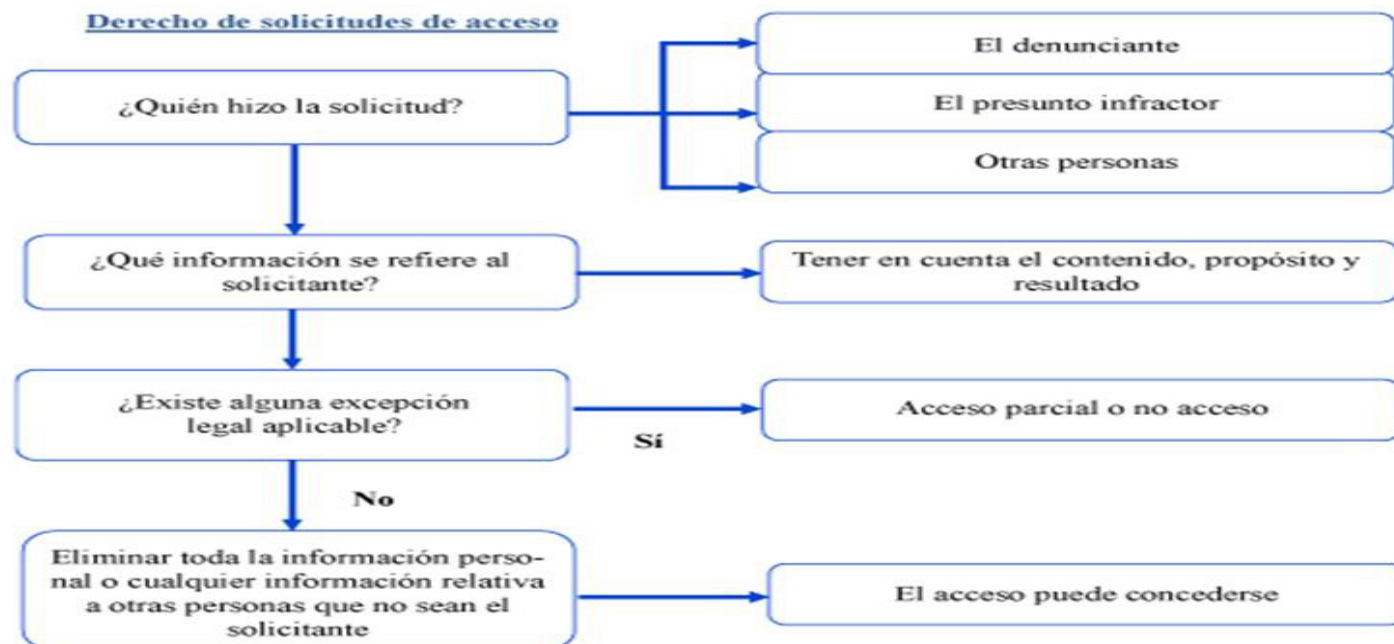 Derecho de solicitudes de acceso
¿Quién hizo la solicitud?
El denunciante
El presunto infractor
Otras personas
¿Qué información se refiere al
solicitante?
Tener en cuenta el contenido, propósito y
resultado
¿Existe alguna excepción
legal aplicable?
Sí
Acceso parcial o no acceso
No
Eliminar toda la información perso-
nal o cualquier información relativa
a otras personas que no sean el
solicitante
El acceso puede concederse